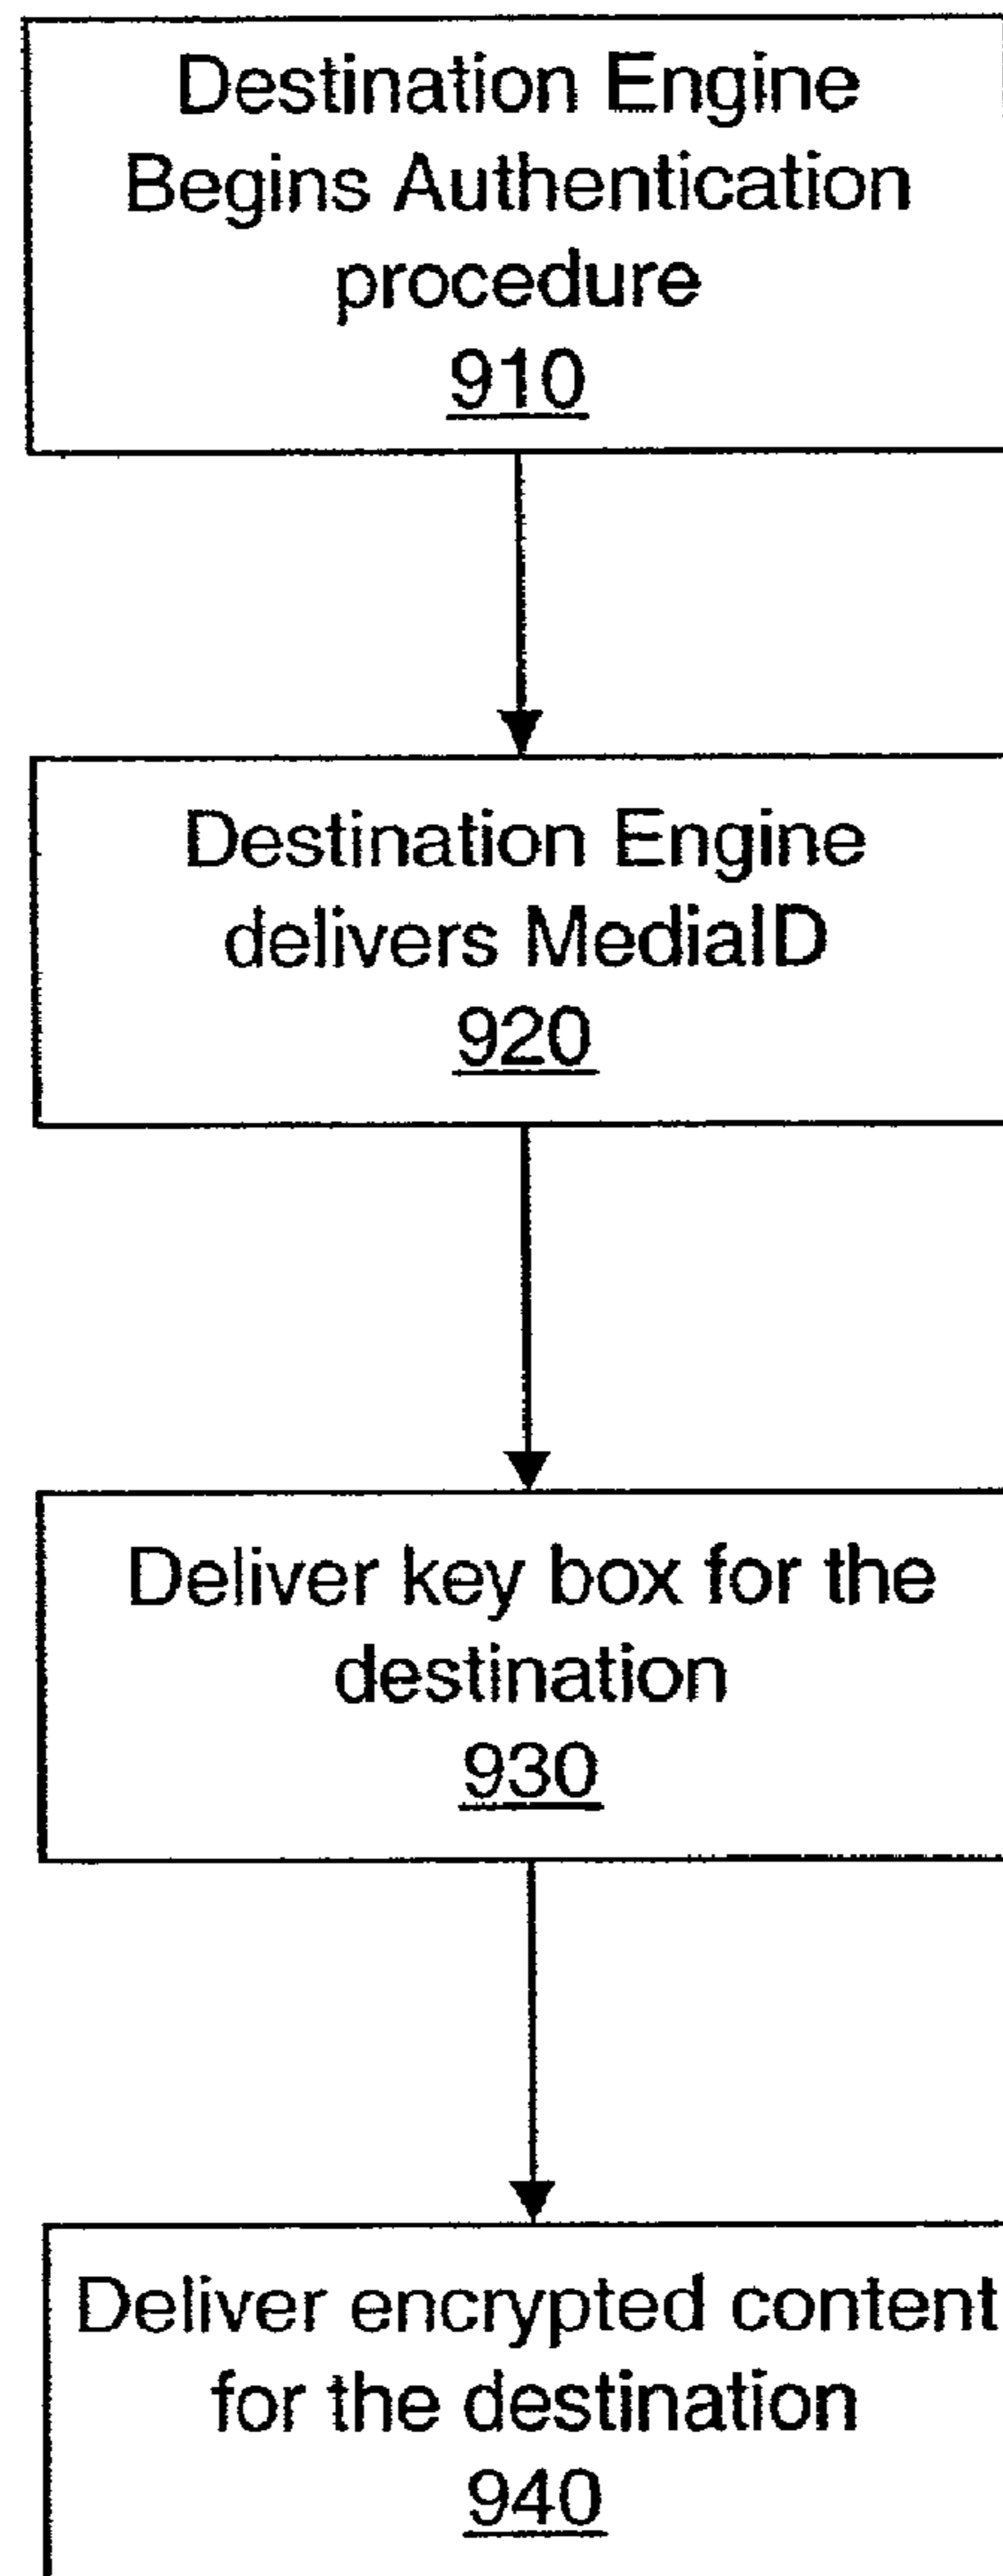 Destination Engine
Begins Authentication
procedure
910
Destination Engine
delivers MediaID
920
Deliver key box for the
destination
930
Deliver encrypted content
for the destination
940